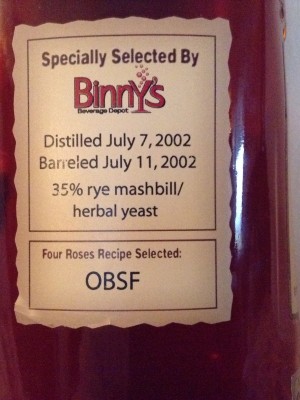 Specially Selected By
BinnY's
Beverage Depot
Distilled July 7, 2002
Barreled July 11, 2002
35% rye mashbill/
herbal yeast
Four Roses Recipe Selected:
OBSF